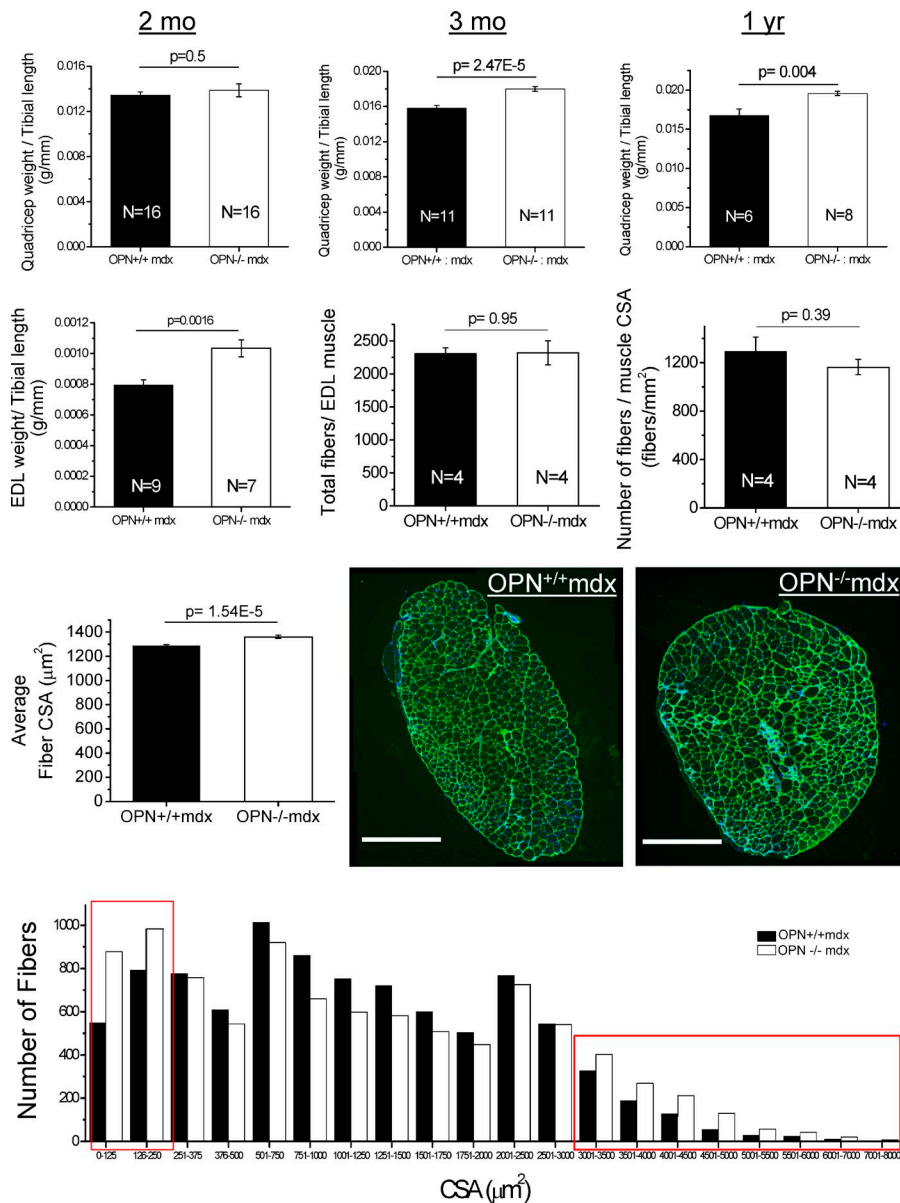 2 mo
3 mo
1 yr
Quadricep weight / Tibial length
(g/mm)
0.016
0.012
0.008
0.004
0.000
p=0.5
N=16
N=16
OPN+/+ mdx
OPN-/- mdx
Quadricep weight / Tibial length
(g/mm)
0.020
0.016
0.012
0.008
0.004
0.000
p= 2.47E-5
N=11
N=11
OPN+/+ : mdx
OPN-/- : mdx
Quadricep weight / Tibial length
(g/mm)
0.020
0.015
0.010
0.005
0.000
p= 0.004
N=6
N=8
OPN+/+ : mdx
OPN-/- : mdx
EDL weight/ Tibial length
(g/mm)
0.0012
0.0010
0.0008
0.0006
0.0004
0.0002
0.0000
p=0.0016
N=9
N=7
OPN+/+ mdx
OPN-/- mdx
Total fibers/ EDL muscle
2500
2000
1500
1000
500
0
p= 0.95
N=4
N=4
OPN+/+mdx
OPN-/-mdx
Number of fibers / muscle CSA
(fibers/mm²)
1200
800
400
0
p= 0.39
N=4
N=4
OPN+/+mdx
OPN-/-mdx
Average
Fiber CSA (μm²)
1400
1200
1000
800
600
400
200
0
p= 1.54E-5
OPN+/+mdx
OPN-/-mdx
OPN+/+mdx
OPN-/-mdx
Number of Fibers
1000
800
600
400
200
0
OPN+/+mdx
OPN -/- mdx
0-125
126-250
251-375
376-500
501-750
751-1000
1001-1250
1251-1500
1501-1750
1751-2000
2001-2500
2501-3000
3001-3500
3501-4000
4001-4500
4501-5000
5001-5500
5501-6000
6001-7000
7001-8000
CSA (μm²)